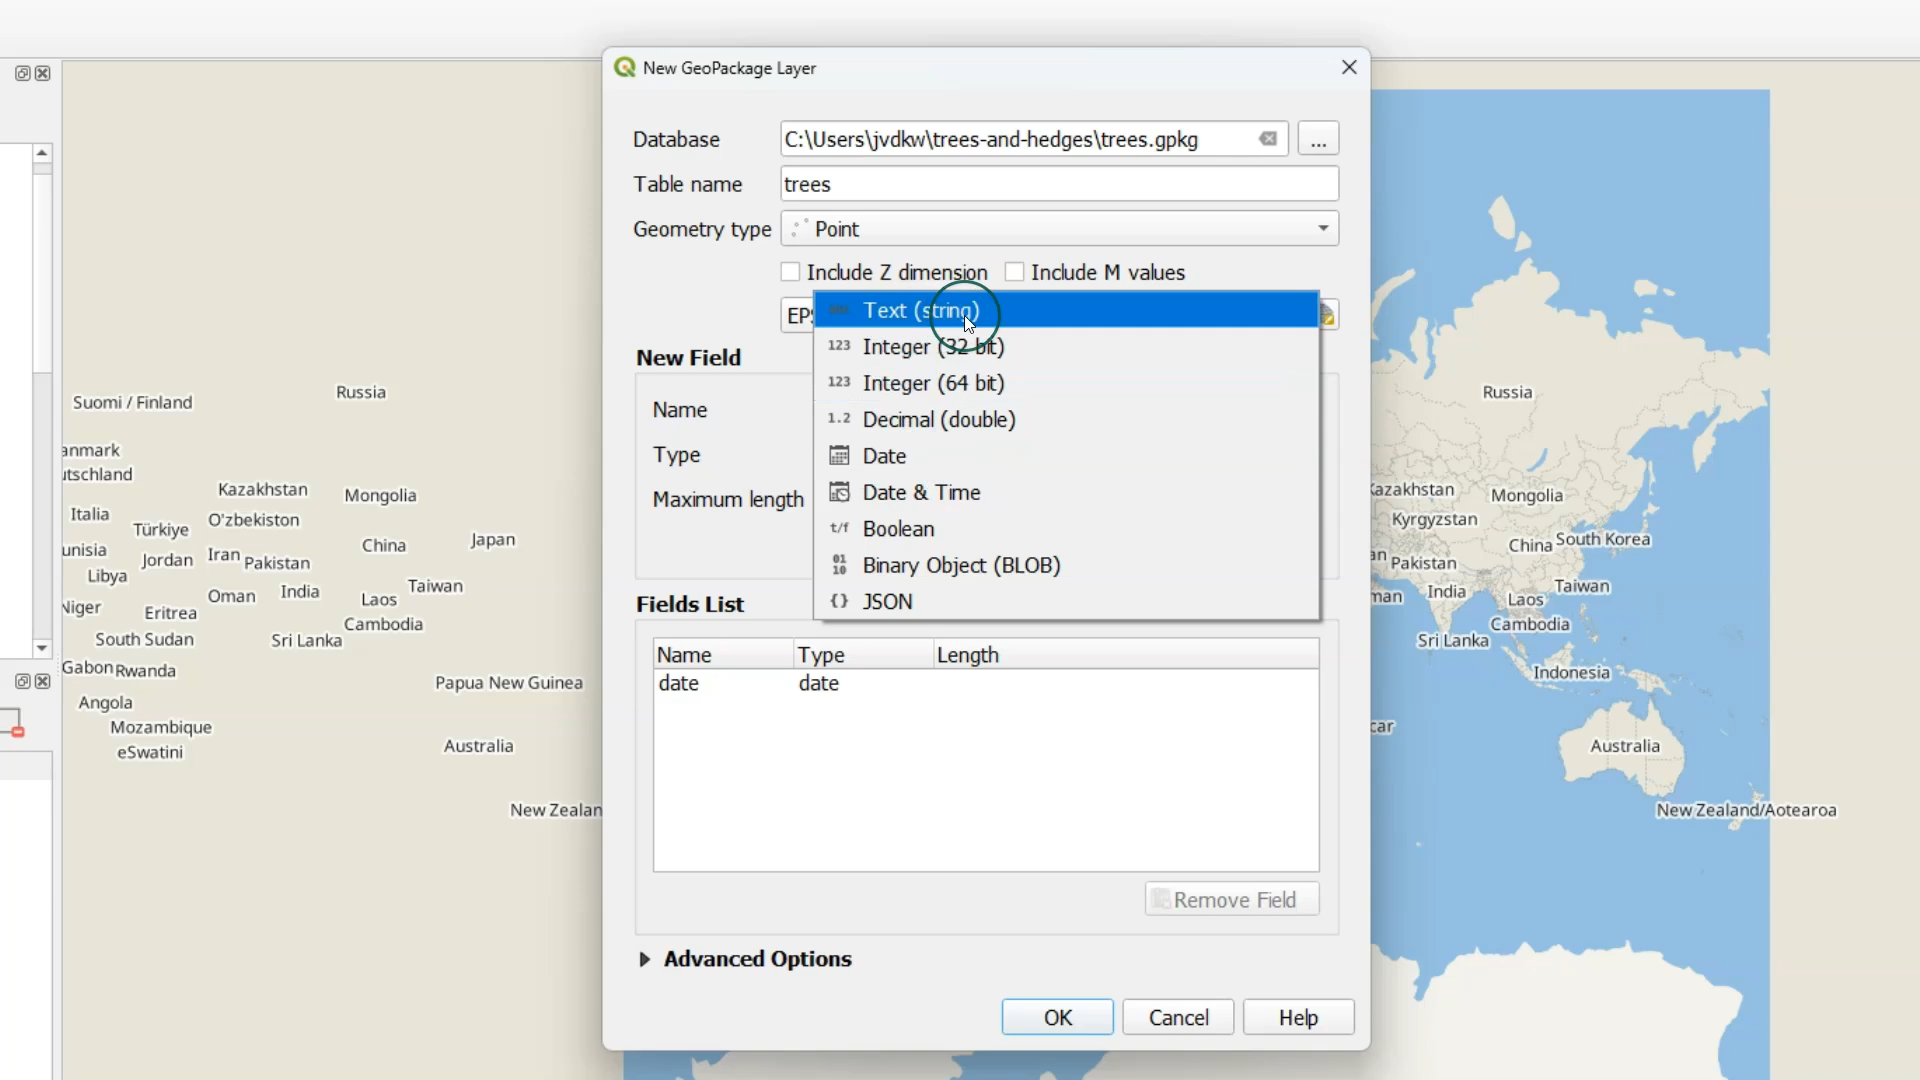 New GeoPackage Layer
Database C:\Users\jvdkw\trees-and-hedges\trees.gpkg ...
Table name trees
Geometry type Point
Include Z dimension Include M values
EPS
Text (string)
123 Integer (32 bit)
123 Integer (64 bit)
1.2 Decimal (double)
Date
Date & Time
t/f Boolean
01 10 Binary Object (BLOB)
{} JSON
New Field
Name
Type
Maximum length
Fields List
Name Type Length
date date
Remove Field
Advanced Options
OK Cancel Help
Suomi / Finland
Russia
anmark
utschland
Kazakhstan
Mongolia
Italia
Türkiye
O'zbekiston
China
Japan
unisia
Jordan
Iran
Pakistan
Libya
Taiwan
Niger
Eritrea
Oman
India
Laos
Cambodia
South Sudan
Sri Lanka
Gabon
Rwanda
Papua New Guinea
Angola
Mozambique
eSwatini
Australia
New Zealan
Russia
Kazakhstan
Mongolia
Kyrgyzstan
China
South Korea
an
Pakistan
man
India
Taiwan
Laos
Cambodia
Sri Lanka
Indonesia
car
Australia
New Zealand/Aotearoa